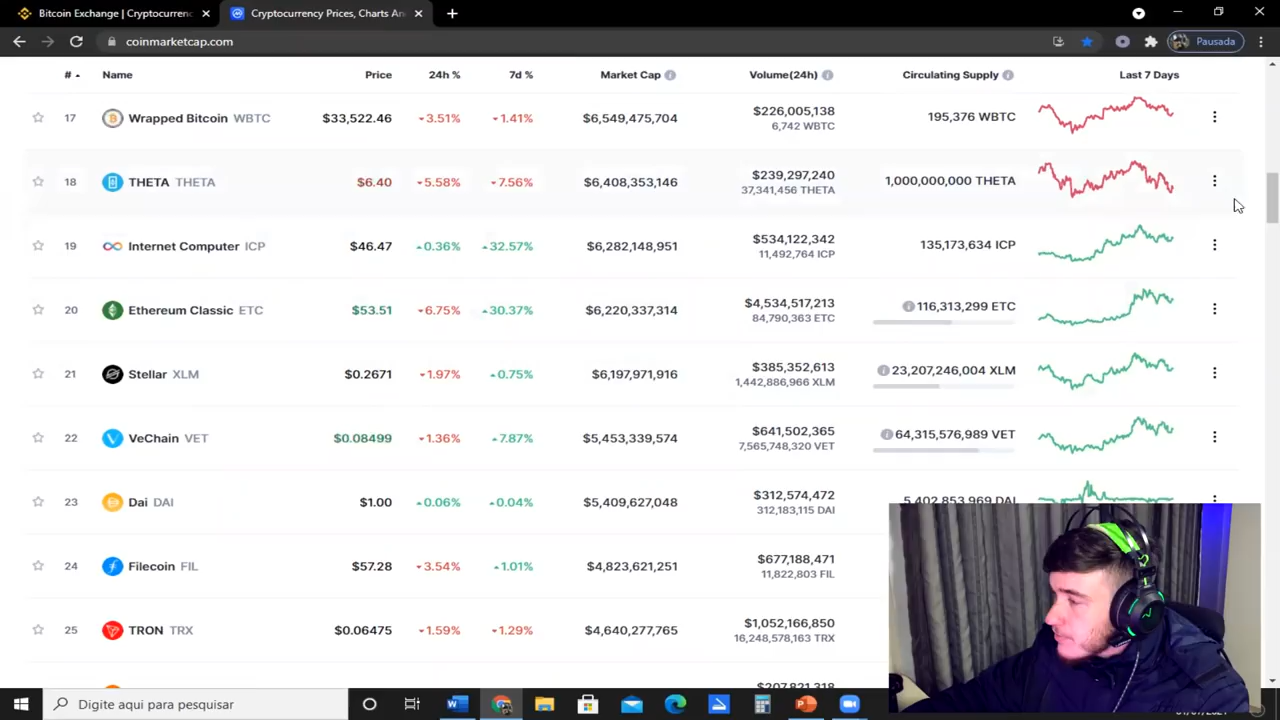 Bitcoin Exchange | Cryptocurrenc
Cryptocurrency Prices, Charts An
coinmarketcap.com
Pausada
# Name Price 24h % 7d % Market Cap Volume(24h) Circulating Supply Last 7 Days
17 Wrapped Bitcoin WBTC $33,522.46 3.51% 1.41% $6,549,475,704 $226,005,138 195,376 WBTC
6,742 WBTC
18 THETA THETA $6.40 5.58% 7.56% $6,408,353,146 $239,297,240 1,000,000,000 THETA
37,341,456 THETA
19 Internet Computer ICP $46.47 0.36% 32.57% $6,282,148,951 $534,122,342 135,173,634 ICP
11,492,764 ICP
20 Ethereum Classic ETC $53.51 6.75% 30.37% $6,220,337,314 $4,534,517,213 116,313,299 ETC
84,790,363 ETC
21 Stellar XLM $0.2671 1.97% 0.75% $6,197,971,916 $385,352,613 23,207,246,004 XLM
1,442,886,966 XLM
22 VeChain VET $0.08499 1.36% 7.87% $5,453,339,574 $641,502,365 64,315,576,989 VET
7,565,748,320 VET
23 Dai DAI $1.00 0.06% 0.04% $5,409,627,048 $312,574,472 5,402,853,969 DAI
312,183,115 DAI
24 Filecoin FIL $57.28 3.54% 1.01% $4,823,621,251 $677,188,471
11,822,803 FIL
25 TRON TRX $0.06475 1.59% 1.29% $4,640,277,765 $1,052,166,850
16,248,578,163 TRX
$207,821,318
Digite aqui para pesquisar